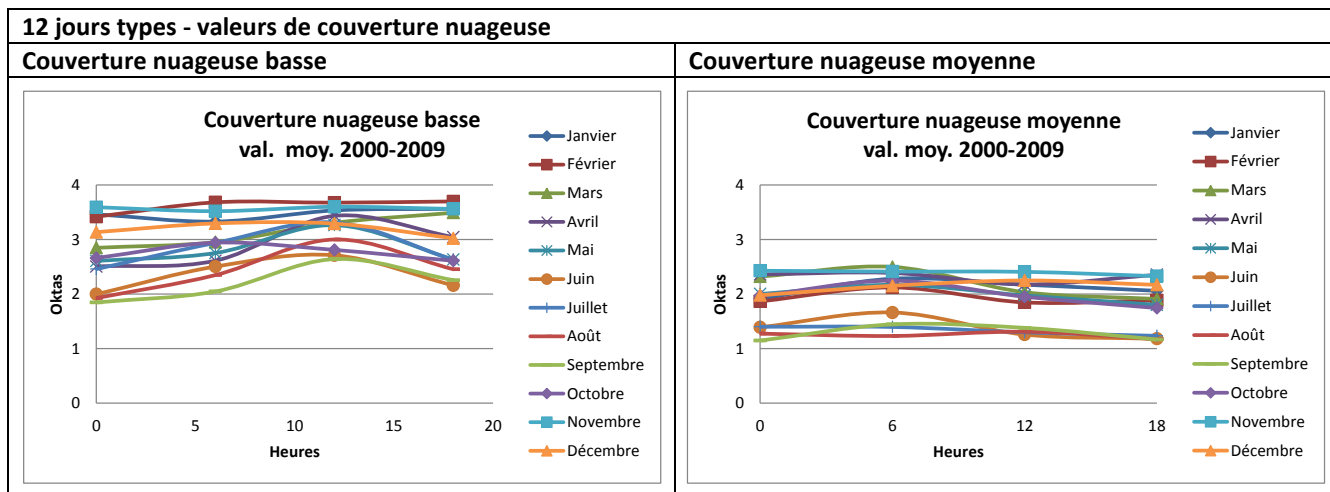 12 jours types - valeurs de couverture nuageuse
Couverture nuageuse basse
Couverture nuageuse moyenne
Couverture nuageuse basse
val. moy. 2000-2009
4
3
2
1
0
Oktas
0
5
10
15
20
Heures
Janvier
Février
Mars
Avril
Mai
Juin
Juillet
Août
Septembre
Octobre
Novembre
Décembre
Couverture nuageuse moyenne
val. moy. 2000-2009
4
3
2
1
0
Oktas
0
6
12
18
Heures
Janvier
Février
Mars
Avril
Mai
Juin
Juillet
Août
Septembre
Octobre
Novembre
Décembre